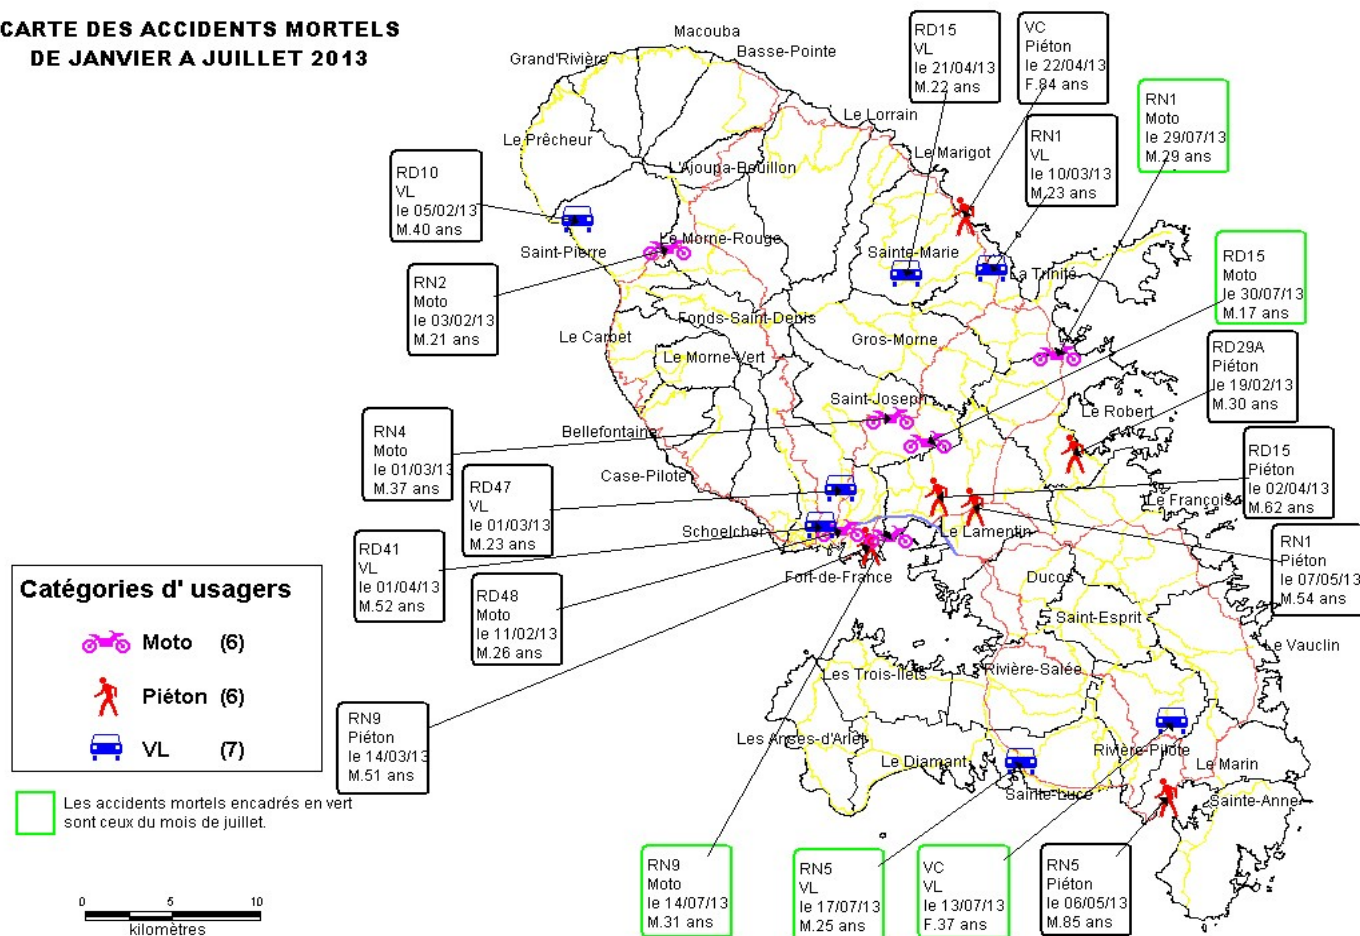 CARTE DES ACCIDENTS MORTELS
DE JANVIER A JUILLET 2013
Macouba
Basse-Pointe
Grand'Rivière
Le Prêcheur
Le Lorrain
L'Ajoupa-Bouillon
Le Marigot
Le Morne-Rouge
Saint-Pierre
Sainte-Marie
La Trinité
Fonds-Saint-Denis
Le Carbet
Le Morne-Vert
Gros-Morne
Saint-Joseph
Le Robert
Bellefontaine
Case-Pilote
Schoelcher
Le Lamentin
Le François
Fort-de-France
Ducos
Saint-Esprit
Le Vauclin
Les Trois-Ilets
Rivière-Salée
Les Anses-d'Arlet
Le Diamant
Rivière-Pilote
Le Marin
Sainte-Luce
Sainte-Anne
RD15
VL
le 21/04/13
M.22 ans
VC
Piéton
le 22/04/13
F.84 ans
RN1
Moto
le 29/07/13
M.29 ans
RN1
VL
le 10/03/13
M.23 ans
RD10
VL
le 05/02/13
M.40 ans
RN2
Moto
le 03/02/13
M.21 ans
RD15
Moto
le 30/07/13
M.17 ans
RD29A
Piéton
le 19/02/13
M.30 ans
RN4
Moto
le 01/03/13
M.37 ans
RD47
VL
le 01/03/13
M.23 ans
RD15
Piéton
le 02/04/13
M.62 ans
RN1
Piéton
le 07/05/13
M.54 ans
RD41
VL
le 01/04/13
M.52 ans
RD48
Moto
le 11/02/13
M.26 ans
RN9
Piéton
le 14/03/13
M.51 ans
RN9
Moto
le 14/07/13
M.31 ans
RN5
VL
le 17/07/13
M.25 ans
VC
VL
le 13/07/13
F.37 ans
RN5
Piéton
le 06/05/13
M.85 ans
Catégories d' usagers
Moto (6)
Piéton (6)
VL (7)
Les accidents mortels encadrés en vert
sont ceux du mois de juillet.
0 5 10
kilomètres